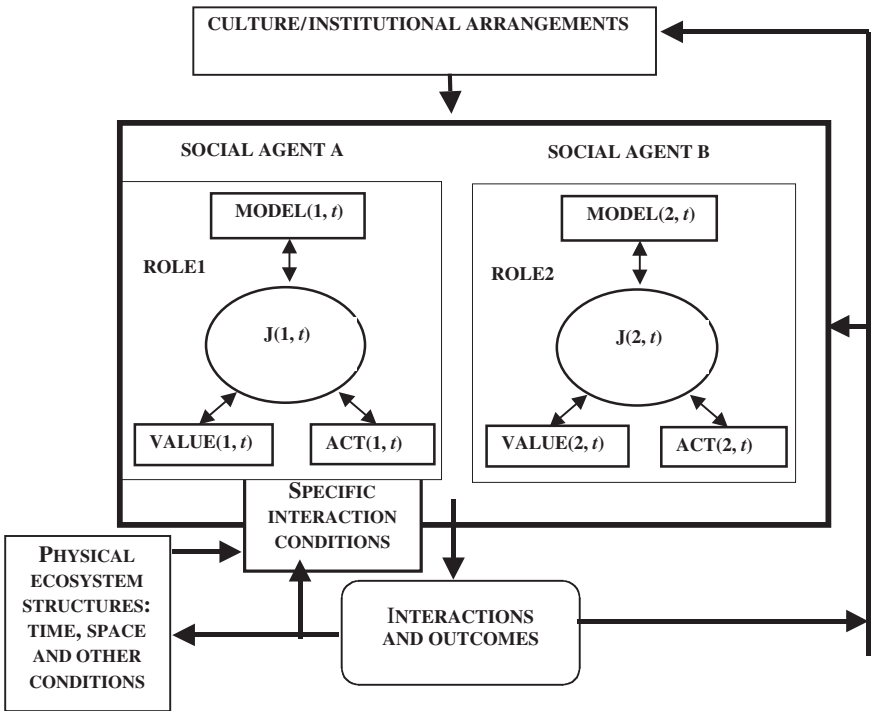 CULTURE/INSTITUTIONAL ARRANGEMENTS
SOCIAL AGENT A
SOCIAL AGENT B
MODEL(1, t)
ROLE1
J(1, t)
VALUE(1, t)
ACT(1, t)
MODEL(2, t)
ROLE2
J(2, t)
VALUE(2, t)
ACT(2, t)
SPECIFIC
INTERACTION
CONDITIONS
PHYSICAL
ECOSYSTEM
STRUCTURES:
TIME, SPACE
AND OTHER
CONDITIONS
INTERACTIONS
AND OUTCOMES